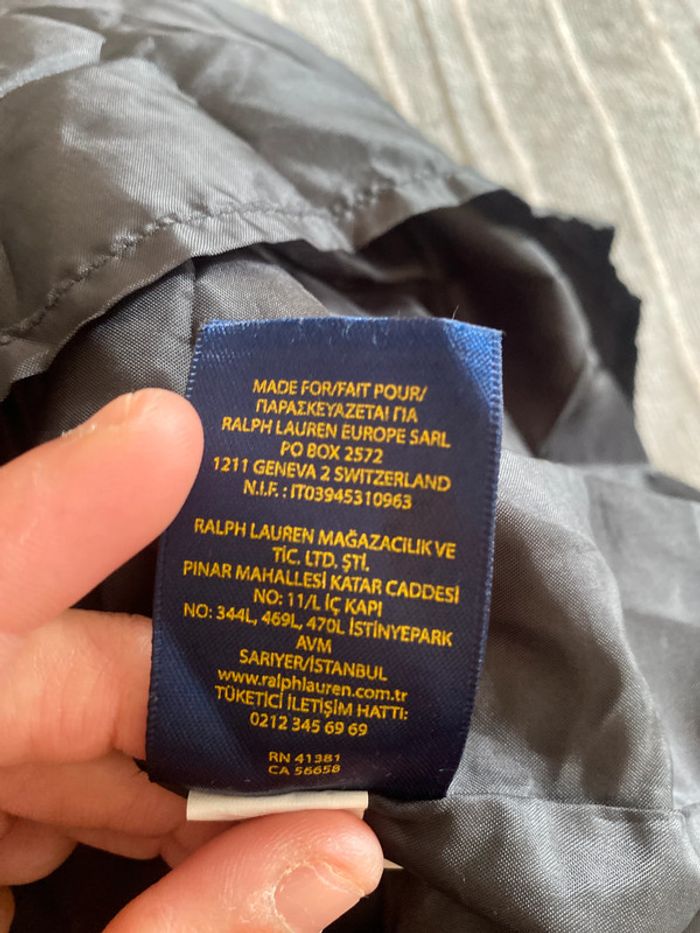 MADE FOR/FAIT POUR/
ΠΑΡΑΣΚΕΥΑΖΕΤΑΙ ΓΙΑ
RALPH LAUREN EUROPE SARL
PO BOX 2572
1211 GENEVA 2 SWITZERLAND
N.I.F. : IT03945310963
RALPH LAUREN MAĞAZACILIK VE
TİC. LTD. ŞTİ.
PINAR MAHALLESİ KATAR CADDESİ
NO: 11/L İÇ KAPI
NO: 344L, 469L, 470L İSTİNYEPARK
AVM
SARIYER/İSTANBUL
www.ralphlauren.com.tr
TÜKETİCİ İLETİŞİM HATTI:
0212 345 69 69
RN 41381
CA 56658